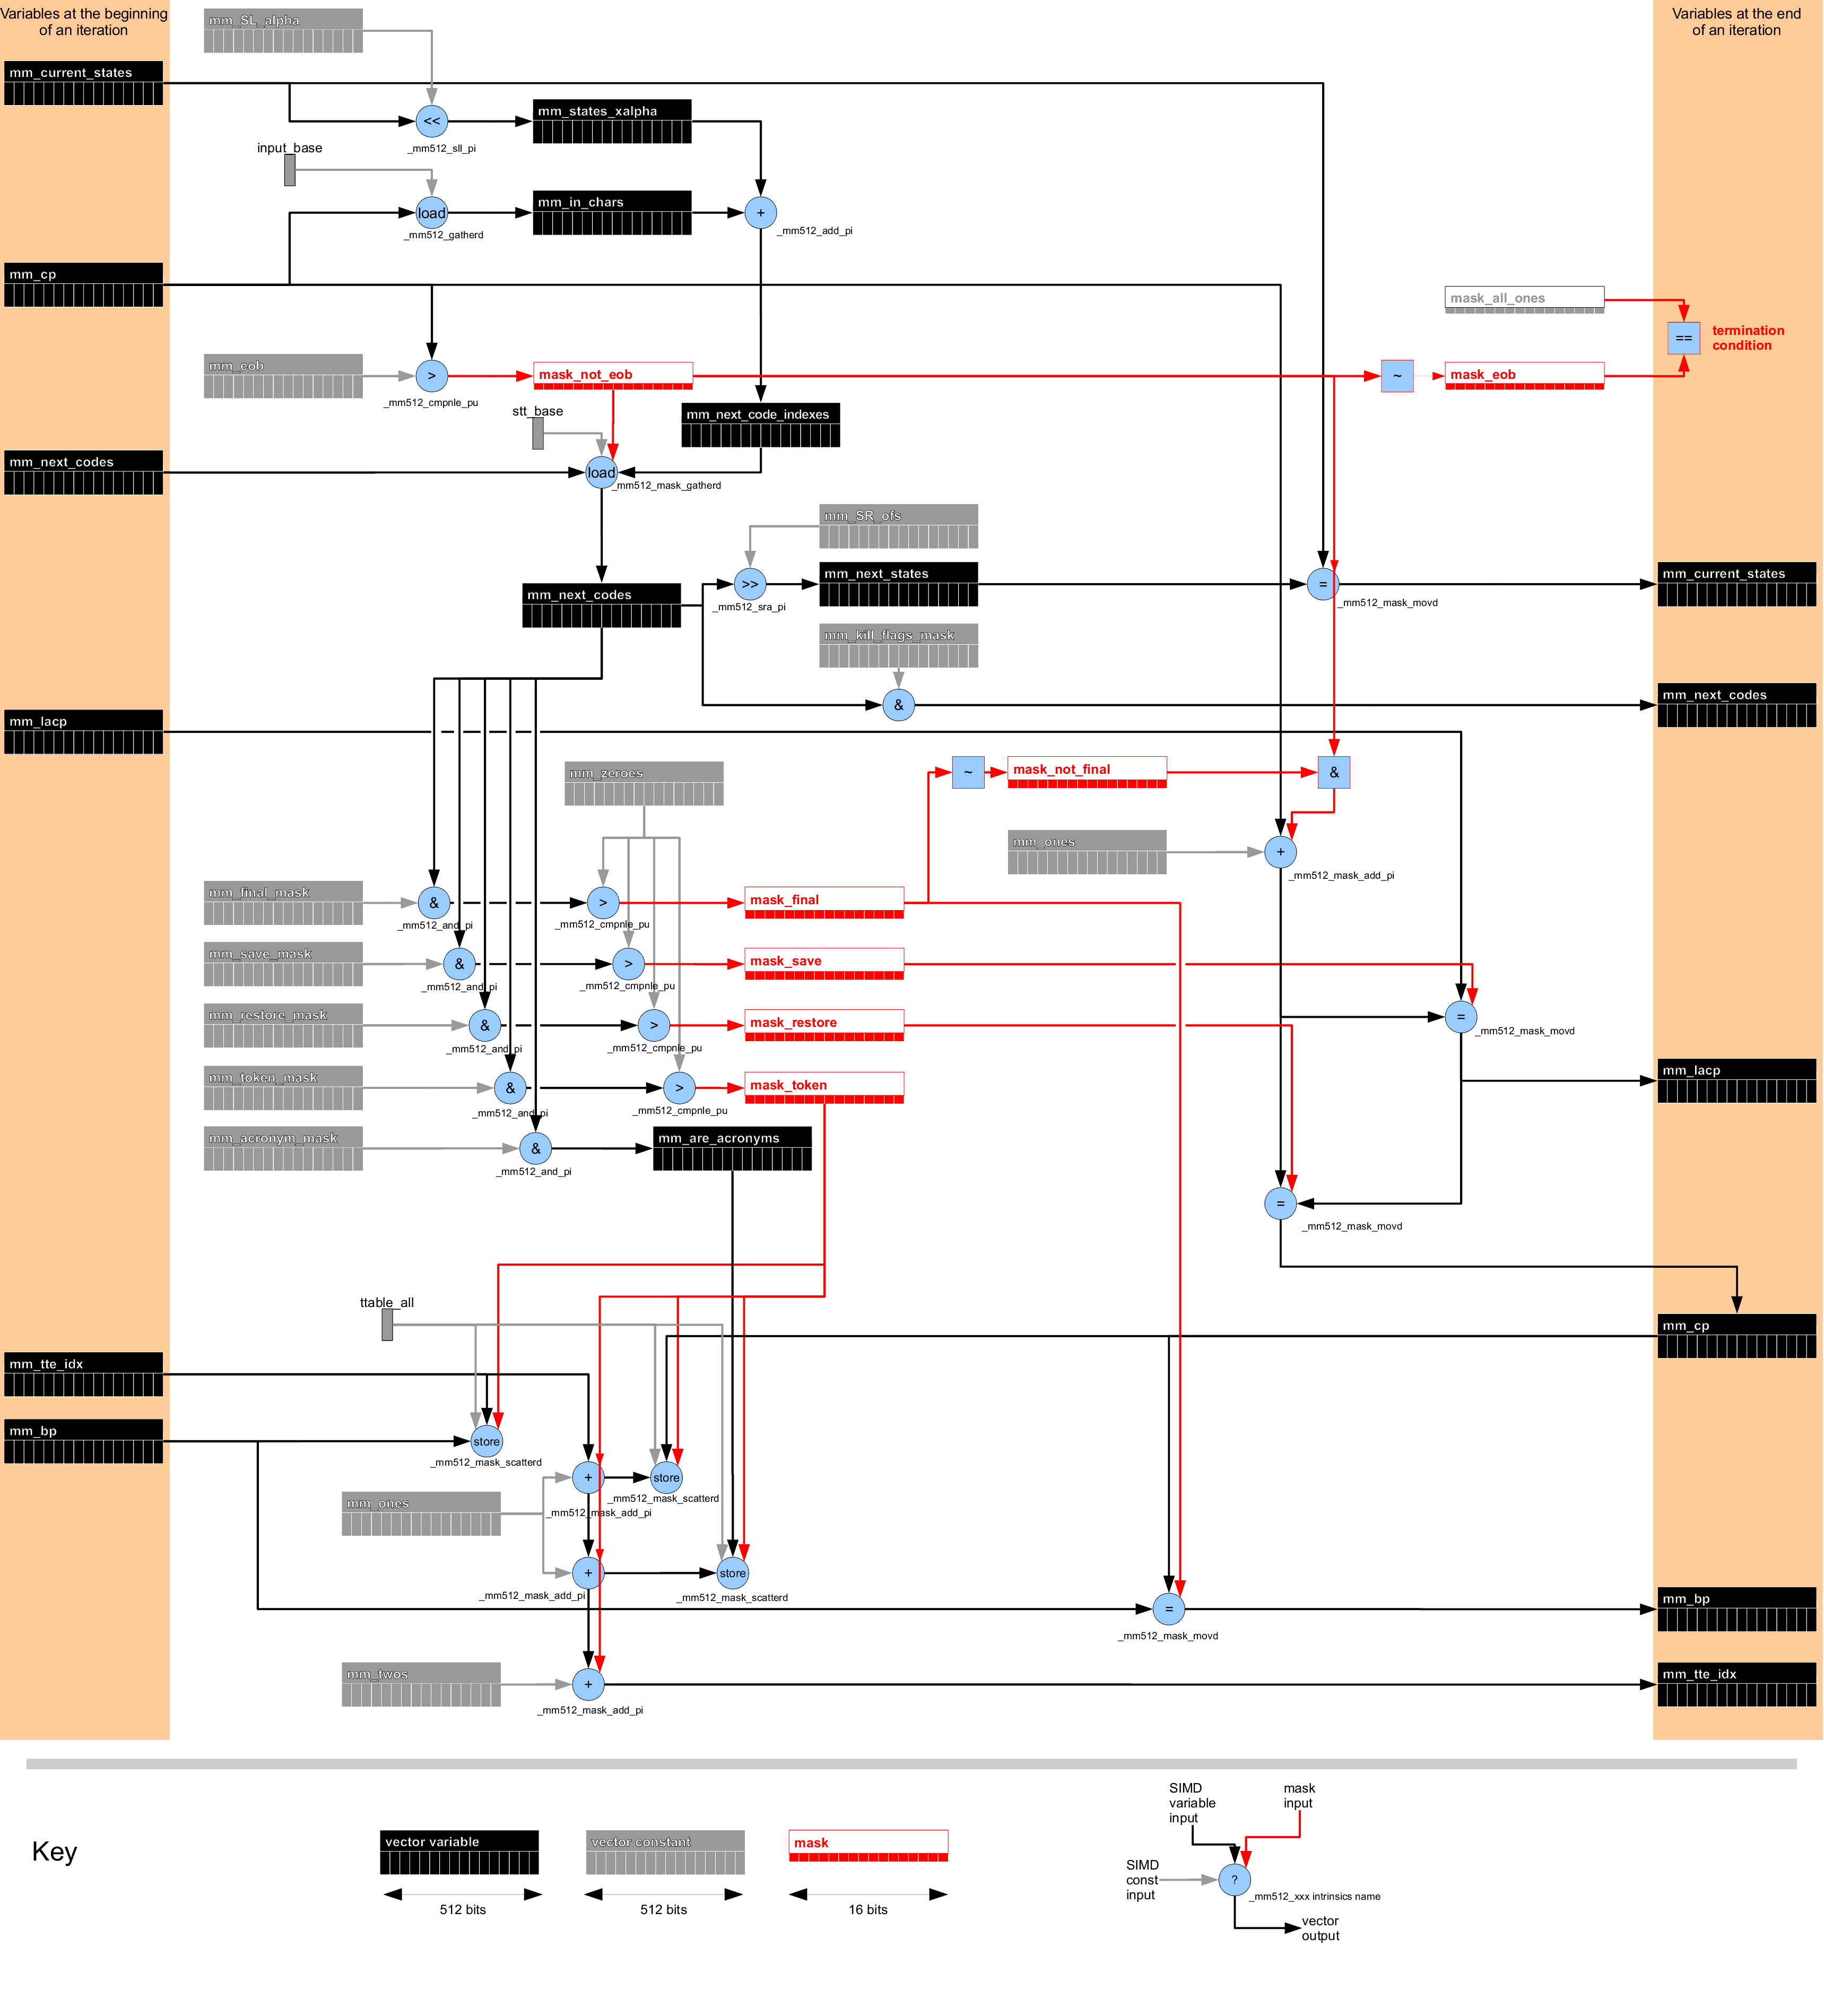 Variables at the beginning
of an iteration
Variables at the end
of an iteration
mm_SL_alpha
mm_current_states
mm_states_xalpha
<<
_mm512_sll_pi
input_base
mm_in_chars
load
+
_mm512_gatherd
_mm512_add_pi
mm_cp
mask_all_ones
==
termination
condition
mm_eob
>
mask_not_eob
~
mask_eob
_mm512_cmpnle_pu
stt_base
mm_next_code_indexes
mm_next_codes
load
_mm512_mask_gatherd
mm_SR_ofs
mm_next_codes
>>
mm_next_states
=
mm_current_states
_mm512_sra_pi
_mm512_mask_movd
mm_kill_flags_mask
&
mm_next_codes
mm_lacp
mm_zeroes
~
mask_not_final
&
mm_ones
+
_mm512_mask_add_pi
mm_final_mask
&
>
mask_final
_mm512_and_pi
_mm512_cmpnle_pu
mm_save_mask
&
>
mask_save
_mm512_and_pi
_mm512_cmpnle_pu
mm_restore_mask
&
>
mask_restore
=
_mm512_mask_movd
_mm512_and_pi
_mm512_cmpnle_pu
mm_token_mask
&
>
mask_token
mm_lacp
_mm512_and_pi
_mm512_cmpnle_pu
mm_acronym_mask
&
mm_are_acronyms
_mm512_and_pi
=
_mm512_mask_movd
ttable_all
mm_cp
mm_tte_idx
mm_bp
store
_mm512_mask_scatterd
+
store
_mm512_mask_scatterd
mm_ones
_mm512_mask_add_pi
+
store
_mm512_mask_add_pi
_mm512_mask_scatterd
=
mm_bp
_mm512_mask_movd
mm_twos
+
mm_tte_idx
_mm512_mask_add_pi
Key
vector variable
512 bits
vector constant
512 bits
mask
16 bits
SIMD
variable
input
mask
input
SIMD
const
input
?
_mm512_xxx intrinsics name
vector
output